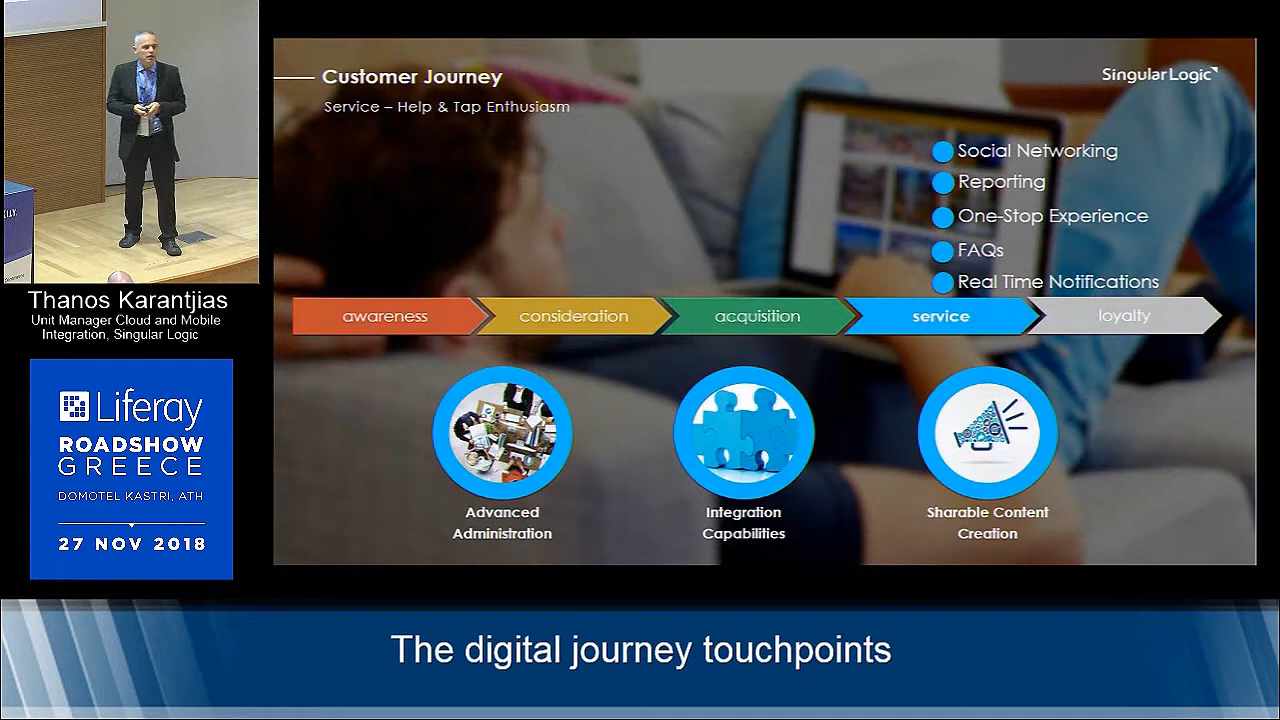 Customer Journey
Service – Help & Tap Enthusiasm
SingularLogic
Social Networking
Reporting
One-Stop Experience
FAQs
Real Time Notifications
awareness
consideration
acquisition
service
loyalty
Advanced
Administration
Integration
Capabilities
Sharable Content
Creation
Thanos Karantjias
Unit Manager Cloud and Mobile
Integration, Singular Logic
Liferay
ROADSHOW
GREECE
DOMOTEL KASTRI, ATH
27 NOV 2018
The digital journey touchpoints